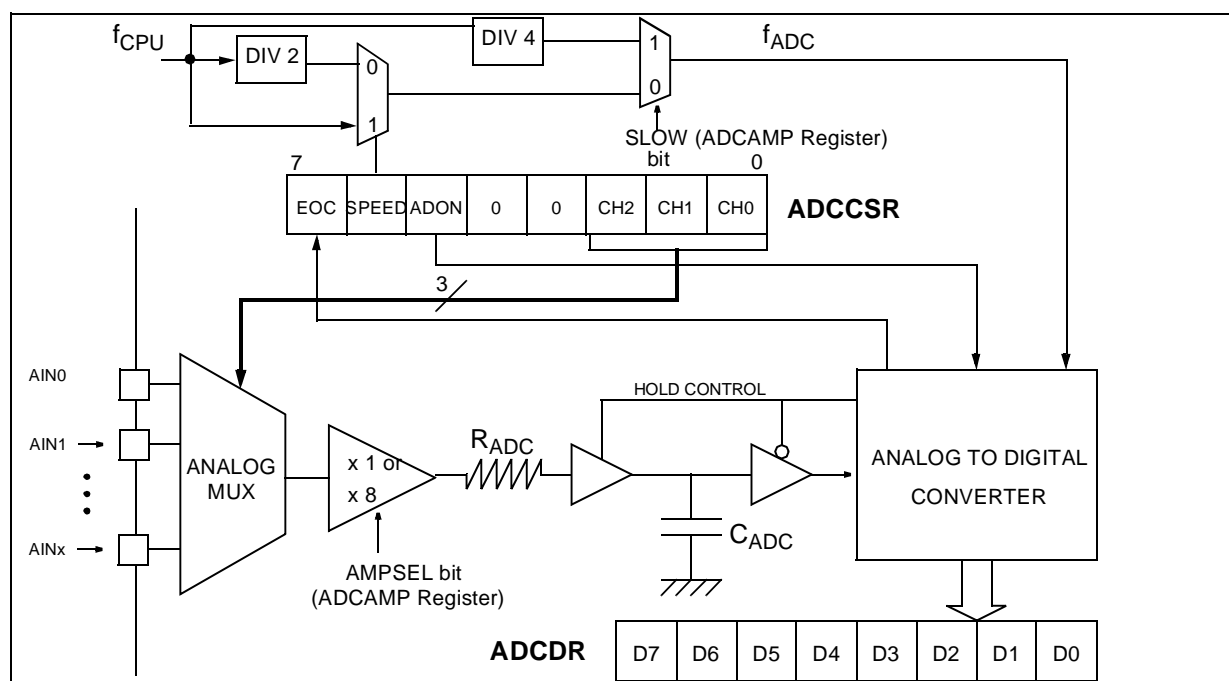 fCPU
DIV 2
0
1
DIV 4
1
0
fADC
SLOW (ADCAMP Register)
bit
7
0
EOC SPEED ADON 0 0 CH2 CH1 CH0
ADCCSR
3
AIN0
AIN1
AINx
ANALOG
MUX
x 1 or
x 8
AMPSEL bit
(ADCAMP Register)
RADC
HOLD CONTROL
CADC
ANALOG TO DIGITAL
CONVERTER
ADCDR
D7 D6 D5 D4 D3 D2 D1 D0